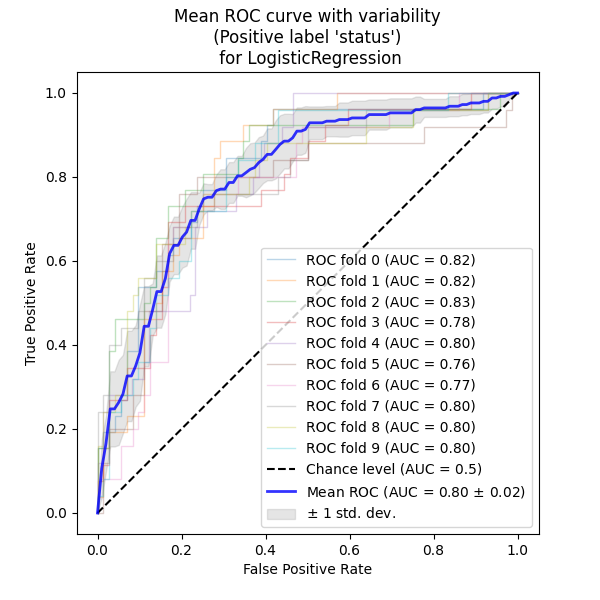 Mean ROC curve with variability
(Positive label 'status')
for LogisticRegression
True Positive Rate
1.0
0.8
0.6
0.4
0.2
0.0
ROC fold 0 (AUC = 0.82)
ROC fold 1 (AUC = 0.82)
ROC fold 2 (AUC = 0.83)
ROC fold 3 (AUC = 0.78)
ROC fold 4 (AUC = 0.80)
ROC fold 5 (AUC = 0.76)
ROC fold 6 (AUC = 0.77)
ROC fold 7 (AUC = 0.80)
ROC fold 8 (AUC = 0.80)
ROC fold 9 (AUC = 0.80)
Chance level (AUC = 0.5)
Mean ROC (AUC = 0.80 ± 0.02)
± 1 std. dev.
0.0 0.2 0.4 0.6 0.8 1.0
False Positive Rate